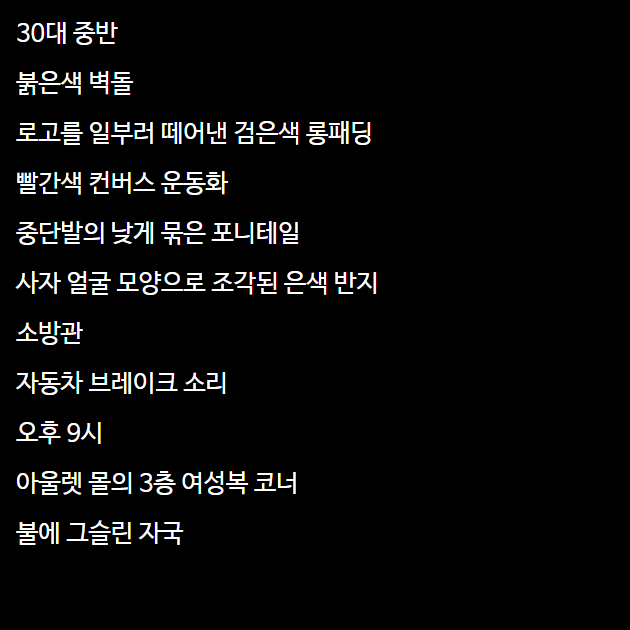 30대 중반
붉은색 벽돌
로고를 일부러 떼어낸 검은색 롱패딩
빨간색 컨버스 운동화
중단발의 낮게 묶은 포니테일
사자 얼굴 모양으로 조각된 은색 반지
소방관
자동차 브레이크 소리
오후 9시
아울렛 몰의 3층 여성복 코너
불에 그슬린 자국